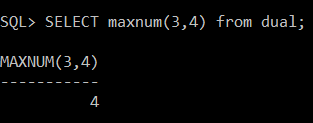 SQL> SELECT maxnum(3,4) from dual;
MAXNUM(3,4)
-----------
4